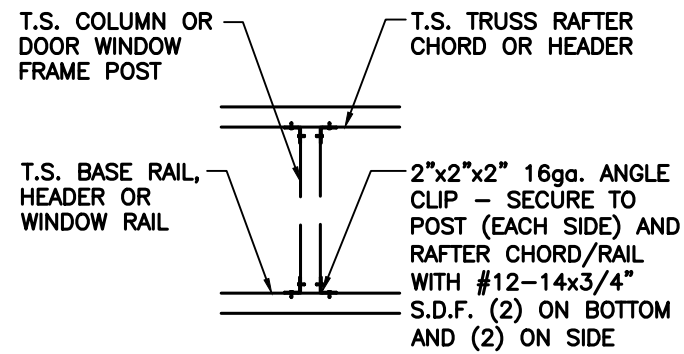 T.S. COLUMN OR
DOOR WINDOW
FRAME POST
T.S. TRUSS RAFTER
CHORD OR HEADER
T.S. BASE RAIL,
HEADER OR
WINDOW RAIL
2"x2"x2" 16ga. ANGLE
CLIP – SECURE TO
POST (EACH SIDE) AND
RAFTER CHORD/RAIL
WITH #12–14x3/4"
S.D.F. (2) ON BOTTOM
AND (2) ON SIDE